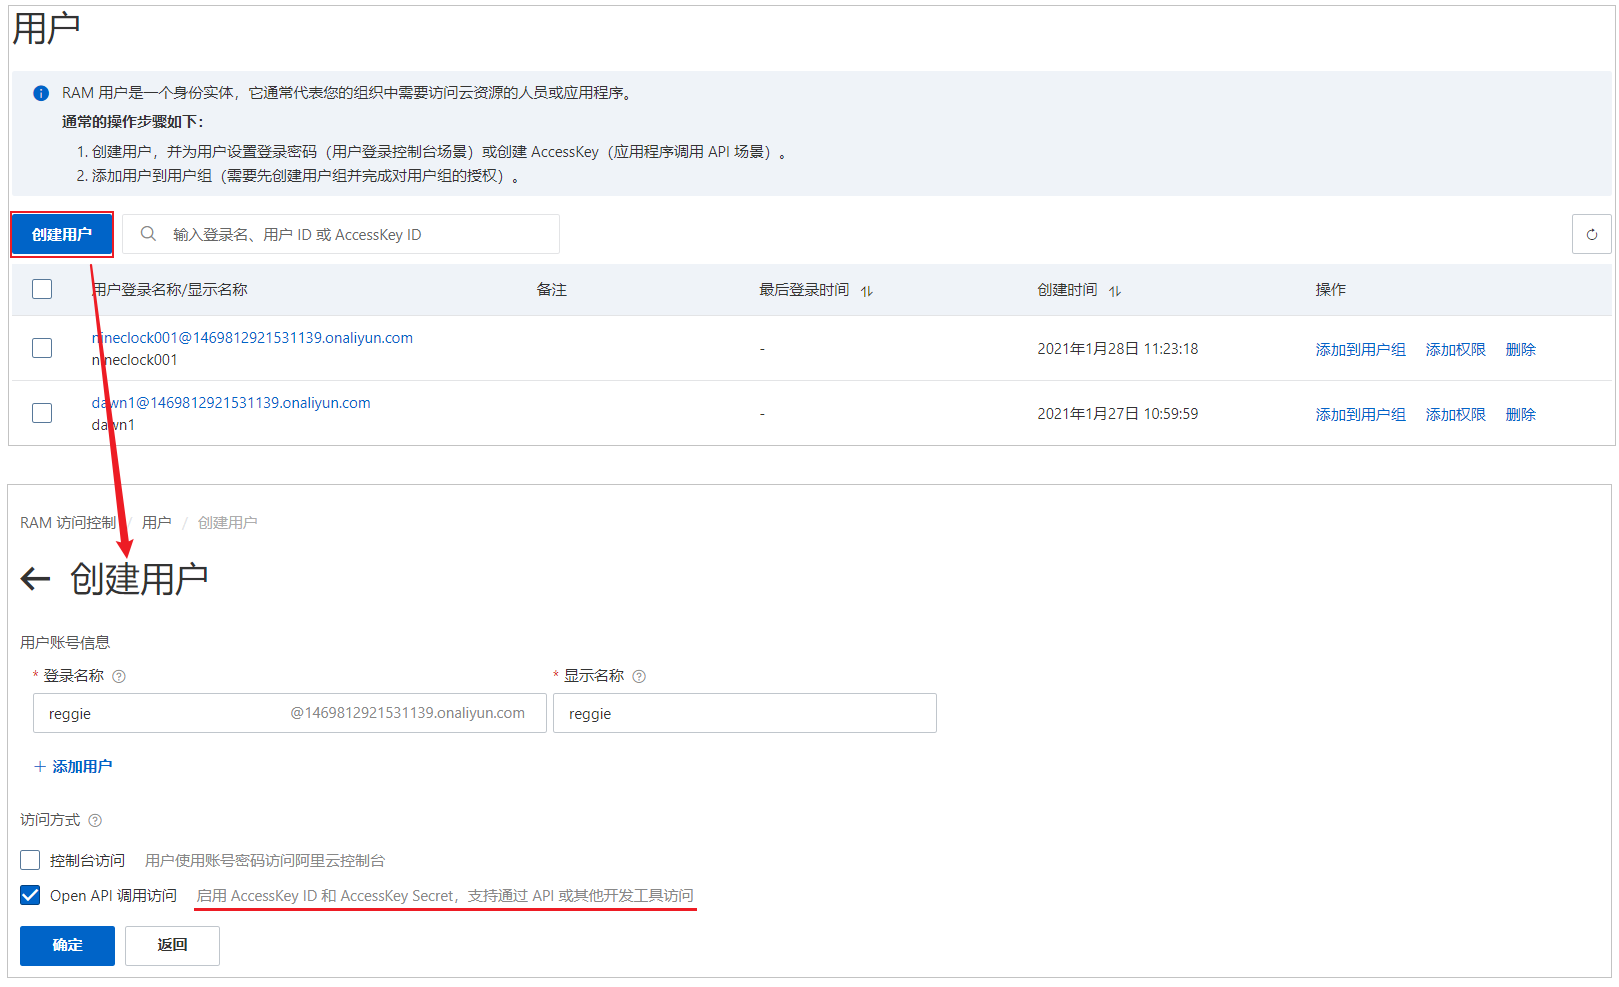 用户
RAM 用户是一个身份实体，它通常代表您的组织中需要访问云资源的人员或应用程序。
通常的操作步骤如下：
1. 创建用户，并为用户设置登录密码（用户登录控制台场景）或创建 AccessKey（应用程序调用 API 场景）。
2. 添加用户到用户组（需要先创建用户组并完成对用户组的授权）。
创建用户 输入登录名、用户 ID 或 AccessKey ID
用户登录名称/显示名称 备注 最后登录时间 创建时间 操作
nineclock001@1469812921531139.onaliyun.com
nineclock001 - 2021年1月28日 11:23:18 添加到用户组 添加权限 删除
dawn1@1469812921531139.onaliyun.com
dawn1 - 2021年1月27日 10:59:59 添加到用户组 添加权限 删除
RAM 访问控制 / 用户 / 创建用户
← 创建用户
用户账号信息
* 登录名称 * 显示名称
reggie @1469812921531139.onaliyun.com reggie
+ 添加用户
访问方式
控制台访问 用户使用账号密码访问阿里云控制台
Open API 调用访问 启用 AccessKey ID 和 AccessKey Secret，支持通过 API 或其他开发工具访问
确定 返回